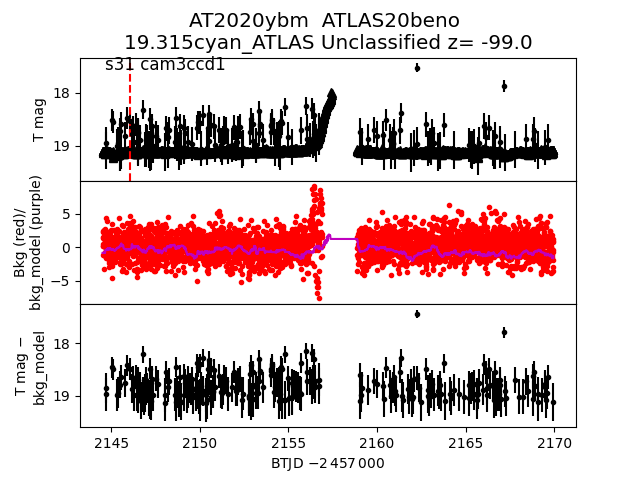 AT2020ybm  ATLAS20beno
19.315cyan_ATLAS Unclassified z= -99.0
s31 cam3ccd1
T mag
18
19
Bkg (red)/
bkg_model (purple)
5
0
−5
T mag −
bkg_model
18
19
2145
2150
2155
2160
2165
2170
BTJD −2 457 000